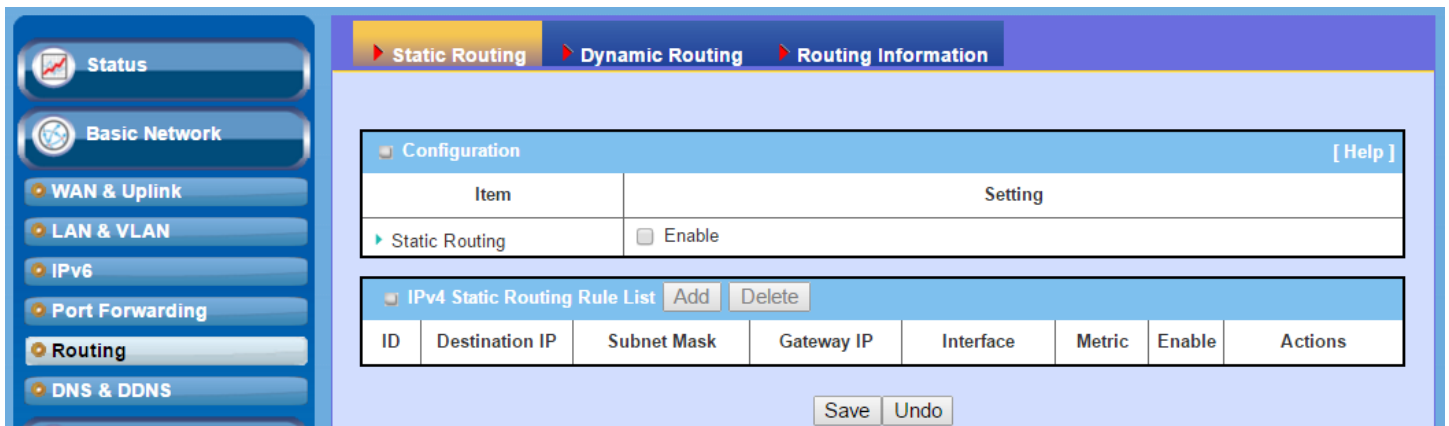 Status
Basic Network
WAN & Uplink
LAN & VLAN
IPv6
Port Forwarding
Routing
DNS & DDNS
Static Routing Dynamic Routing Routing Information
Configuration [ Help ]
Item Setting
Static Routing Enable
IPv4 Static Routing Rule List Add Delete
ID Destination IP Subnet Mask Gateway IP Interface Metric Enable Actions
Save Undo